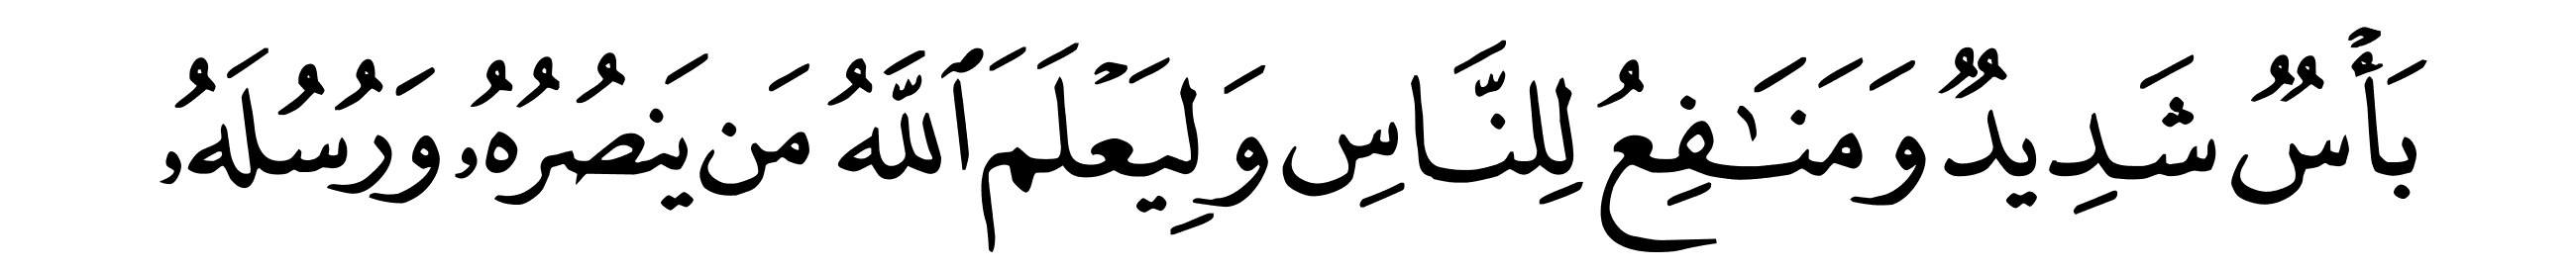 بَأْسٌ شَدِيدٌ وَمَنَـٰفِعُ لِلنَّاسِ وَلِيَعْلَمَ ٱللَّهُ مَن يَنصُرُهُۥ وَرُسُلَهُۥ